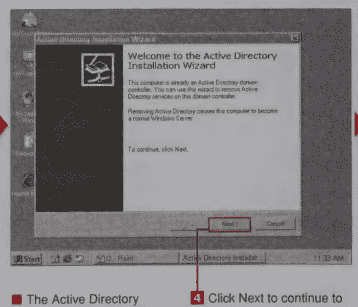 Active Directory Installation Wizard
Welcome to the Active Directory
Installation Wizard
This computer is already an Active Directory domain
controller. You can use this wizard to remove Active
Directory services on this domain controller.
Removing Active Directory causes this computer to become
a normal Windows Server.
To continue, click Next.
Next >
Cancel
Start
Paint
Active Directory Installat
11:33 AM
The Active Directory
4 Click Next to continue to